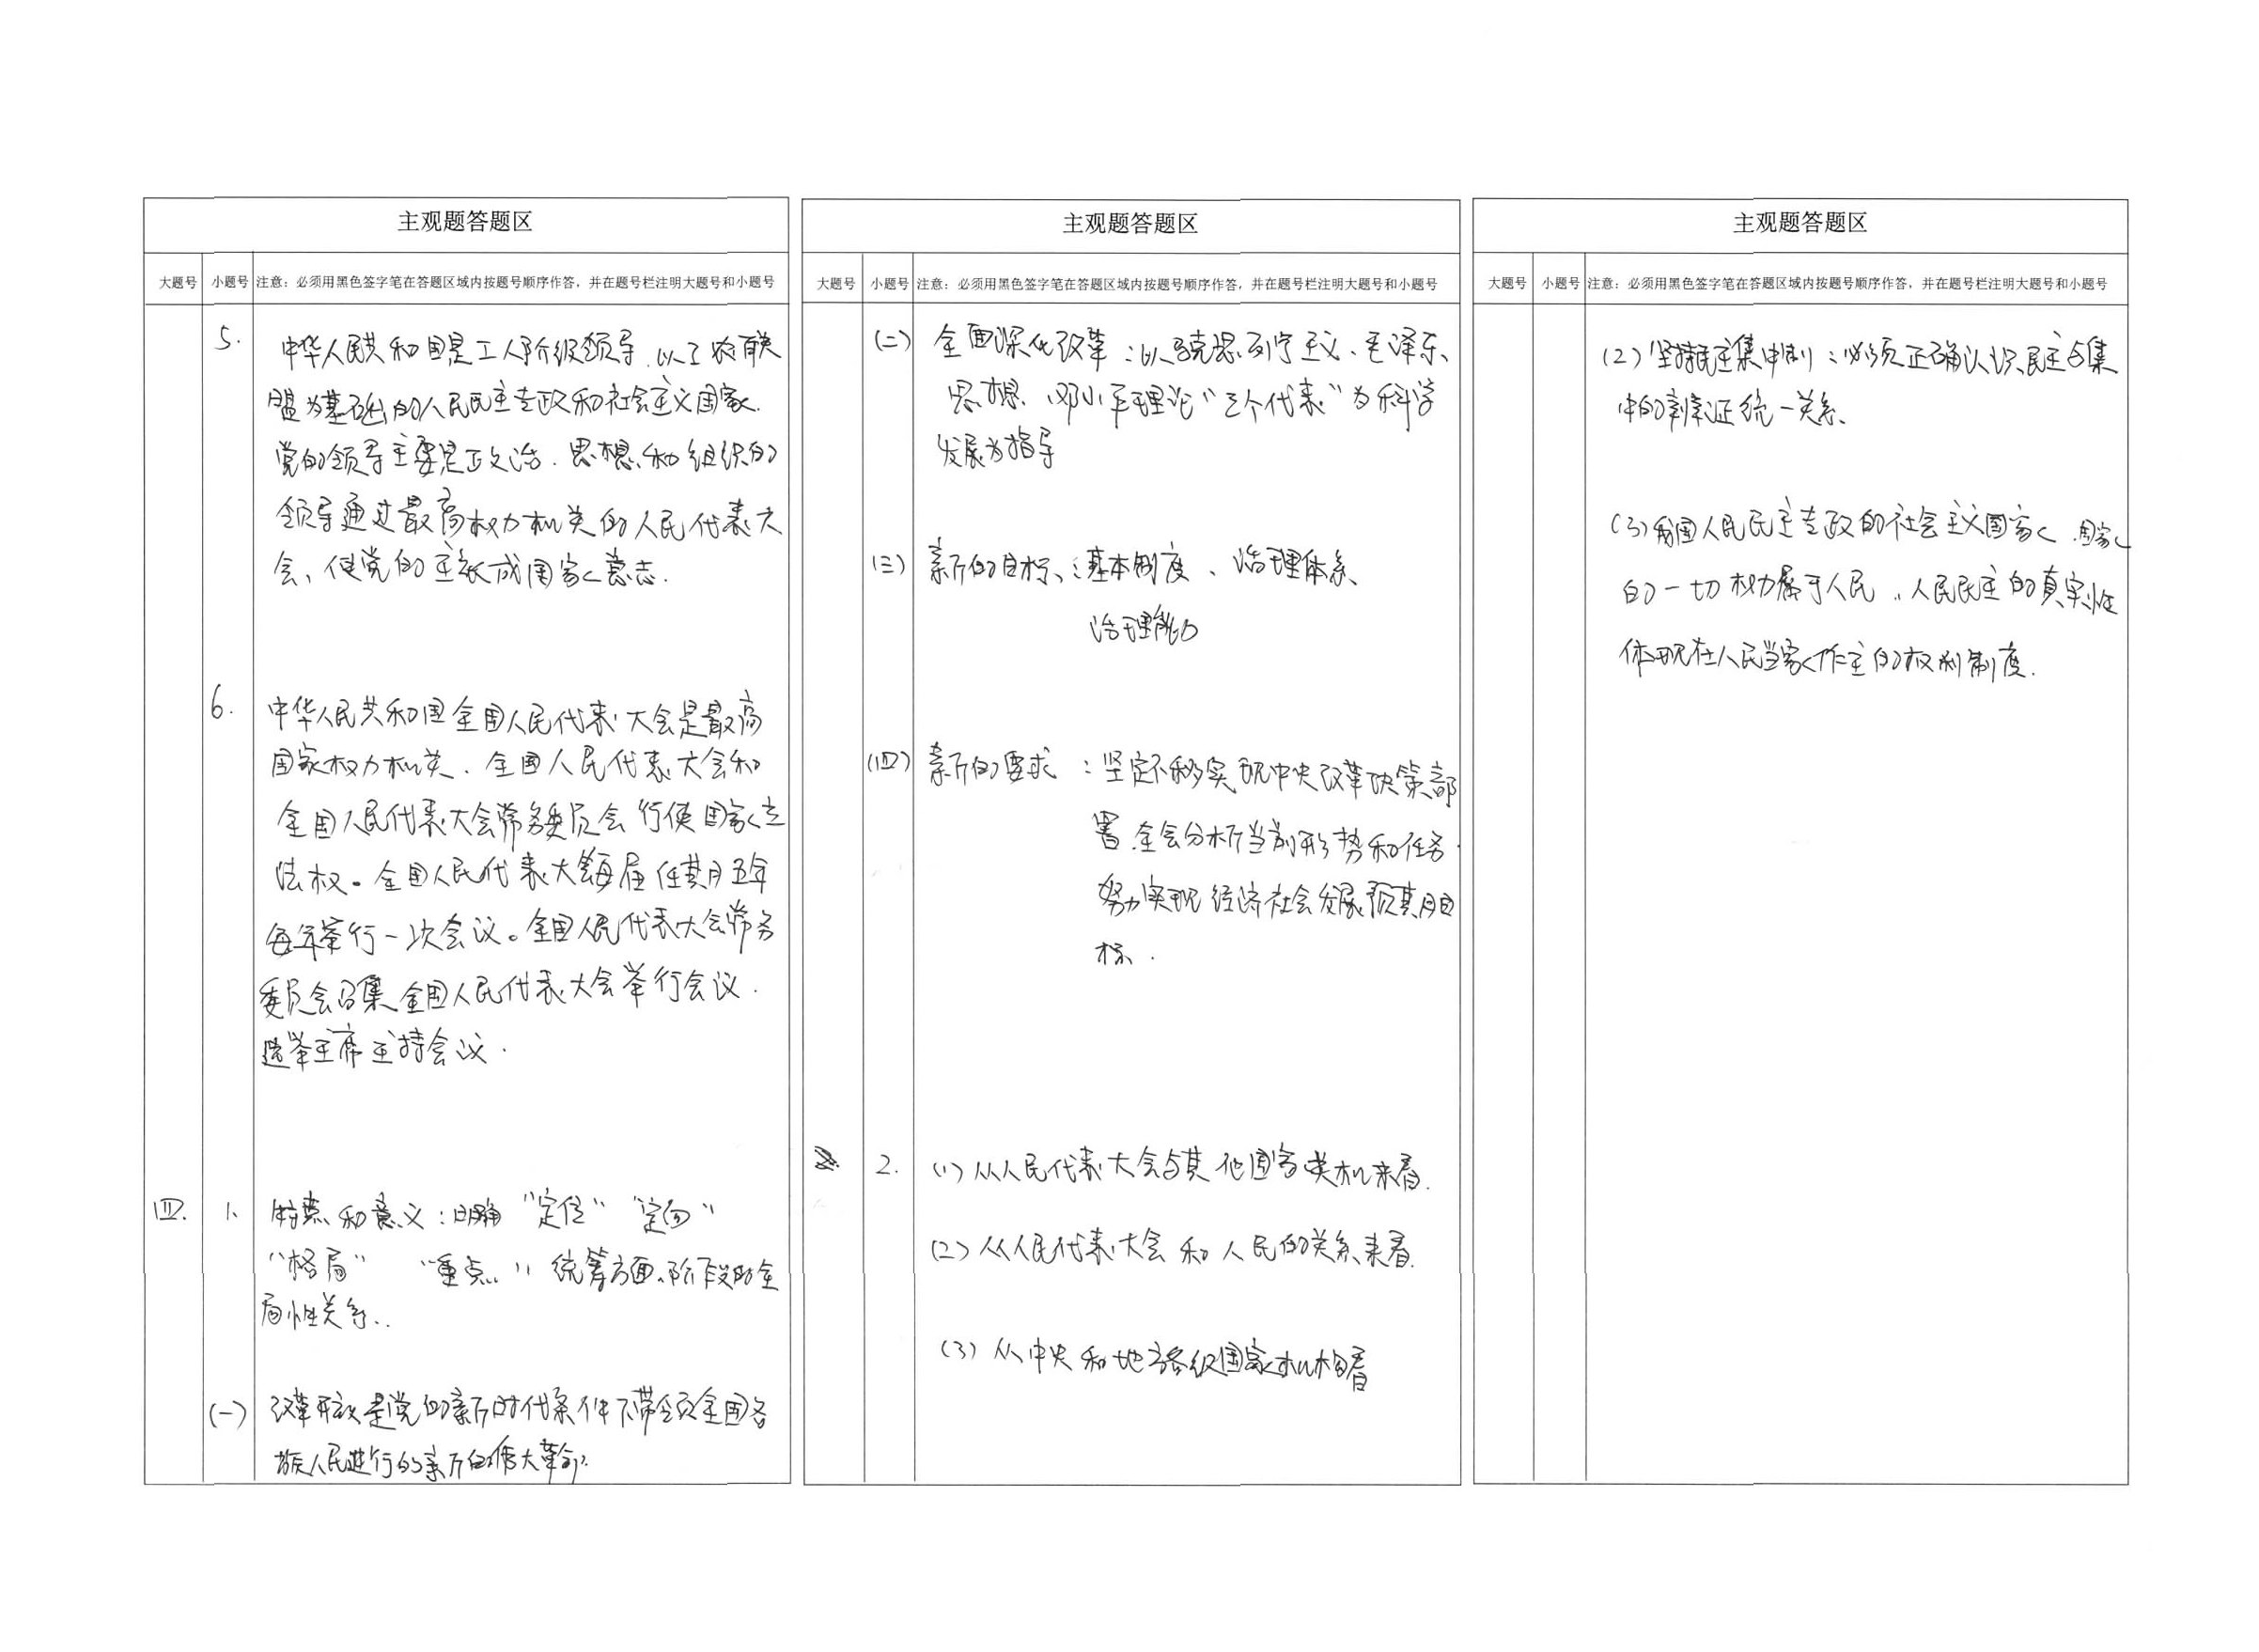 主观题答题区
大题号 小题号 注意：必须用黑色签字笔在答题区域内按题号顺序作答，并在题号栏注明大题号和小题号
5. 中华人民共和国是工人阶级领导、以工农联
盟为基础的人民民主专政和社会主义国家.
党的领导主要是政治.思想和组织的
领导通过最高权力机关的人民代表大
会、使党的主张成国家意志.
6. 中华人民共和国全国人民代表大会是最高
国家权力机关.全国人民代表大会和
全国人民代表大会常务委员会行使国家立
法权。全国人民代表大会每届任期五年
每年举行一次会议。全国人民代表大会常务
委员会召集全国人民代表大会举行会议.
选举主席主持会议.
四. 1. 特点和意义:明确“定位”“定向”
“格局” “重点” 统筹方面、阶段的全
局性关系..
(一) 改革开放是党的新的时代条件下带领全国各
族人民进行的新的伟大革命.
主观题答题区
大题号 小题号 注意：必须用黑色签字笔在答题区域内按题号顺序作答，并在题号栏注明大题号和小题号
(二) 全面深化改革:以马克思列宁主义、毛泽东、
思想、邓小平理论“三个代表”为科学
发展为指导
(三) 新的目标:基本制度、治理体系、
治理能力
(四) 新的要求:坚定不移实现中央改革决策部
署.全会分析当前形势和任务.
努力实现经济社会发展预期目
标.
2. (1)从人民代表大会与其他国家关机来看.
(2)从人民代表大会和人民的关系来看.
(3)从中央和地方各级国家机构看
主观题答题区
大题号 小题号 注意：必须用黑色签字笔在答题区域内按题号顺序作答，并在题号栏注明大题号和小题号
(2)坚持民主集中制:必须正确认识民主与集
中的辩证统一关系.
(3)我国人民民主专政的社会主义国家.国家
的一切权力属于人民.人民民主的真实性
体现在人民当家作主的权利制度.